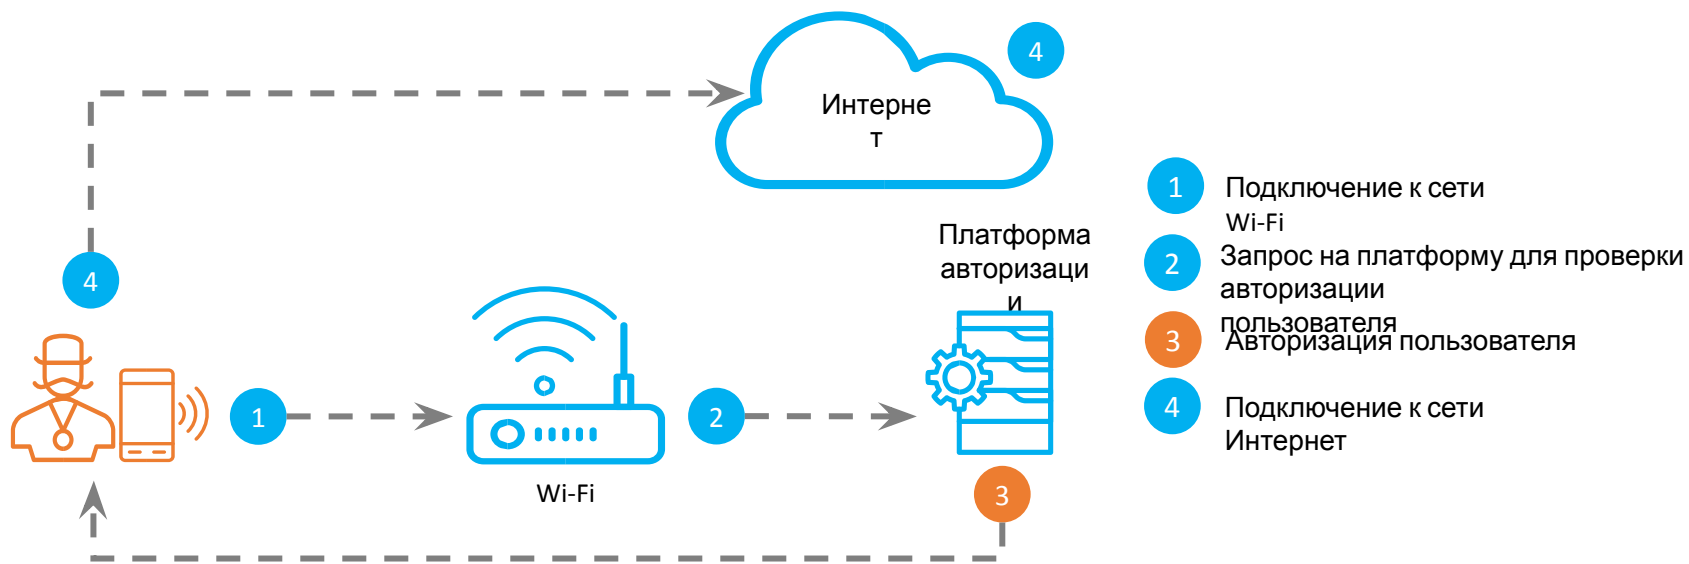 4
Интерне
т
1
Подключение к сети
Wi-Fi
Платформа
авторизаци
и
2
Запрос на платформу для проверки
авторизации
пользователя
3
Авторизация пользователя
4
Подключение к сети
Интернет
4
1
2
Wi-Fi
3